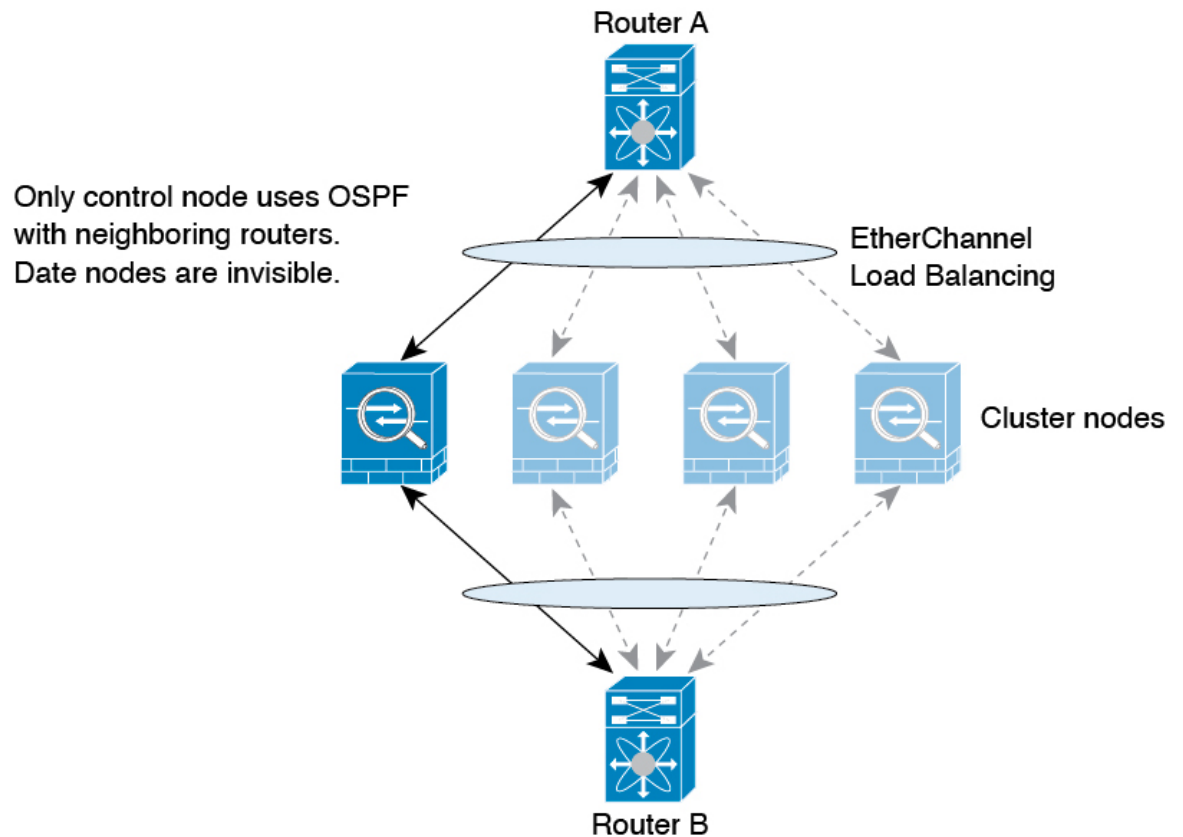 Router A
Only control node uses OSPF
with neighboring routers.
Date nodes are invisible.
EtherChannel
Load Balancing
Cluster nodes
Router B